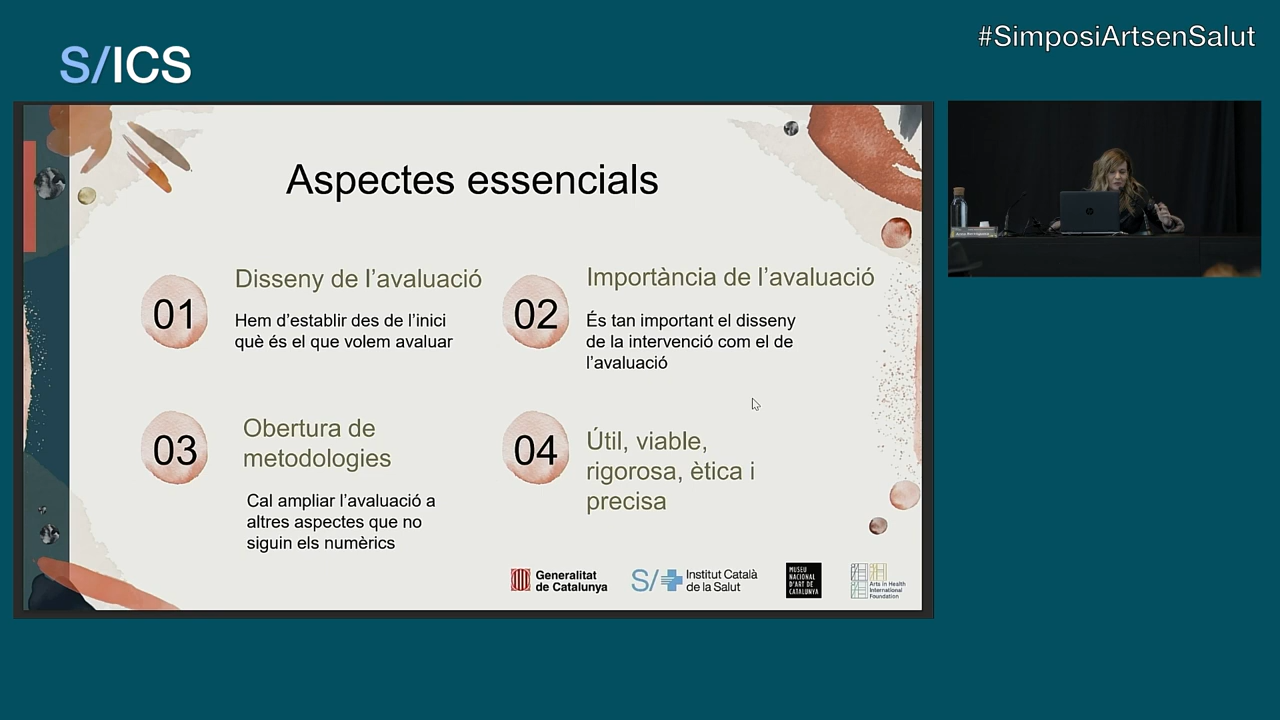 S/ICS
#SimposiArtsenSalut
Aspectes essencials
01
Disseny de l’avaluació
Hem d’establir des de l’inici
què és el que volem avaluar
02
Importància de l’avaluació
És tan important el disseny
de la intervenció com el de
l’avaluació
03
Obertura de
metodologies
Cal ampliar l’avaluació a
altres aspectes que no
siguin els numèrics
04
Útil, viable,
rigorosa, ètica i
precisa
Generalitat
de Catalunya
S/
Institut Català
de la Salut
MUSEU
NACIONAL
D'ART DE
CATALUNYA
Arts in Health
International
Foundation